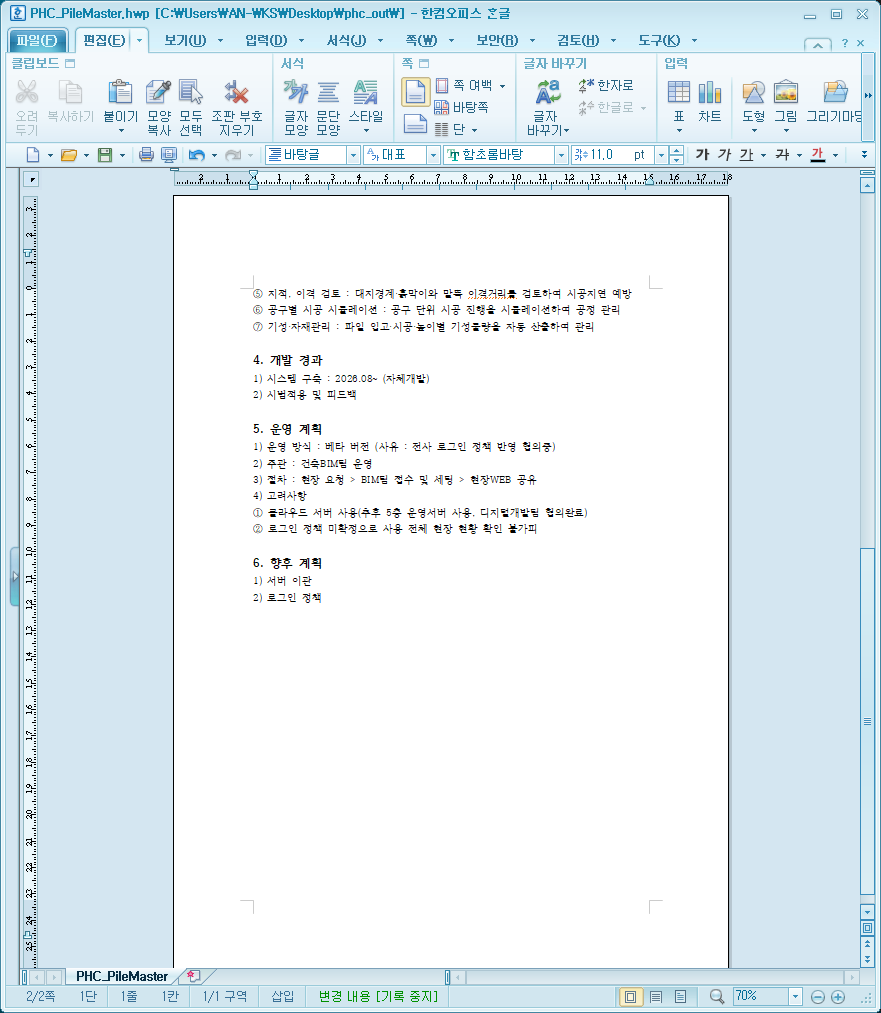 PHC_PileMaster.hwp [C:₩Users₩AN-₩KS₩Desktop₩phc_out₩] - 한컴오피스 한글
파일(F) 편집(E) 보기(U) 입력(D) 서식(J) 쪽(W) 보안(R) 검토(H) 도구(K)
클립보드 서식 쪽 글자 바꾸기 입력
오려 두기 복사하기 붙이기 모양 복사 모두 선택 조판 부호 지우기 글자 모양 문단 모양 스타일 쪽 여백 바탕쪽 단 글자 바꾸기 한자로 한글로 표 차트 도형 그림 그리기마당
바탕글 대표 함초롬바탕 11.0 pt 가 가 가 가 가
⑤ 지적, 이격 검토 : 대지경계·흙막이와 말뚝 이격거리를 검토하여 시공지연 예방
⑥ 공구별 시공 시뮬레이션 : 공구 단위 시공 진행을 시뮬레이션하여 공정 관리
⑦ 기성·자재관리 : 파일 입고·시공·높이별 기성물량을 자동 산출하여 관리
4. 개발 경과
1) 시스템 구축 : 2026.08~ (자체개발)
2) 시범적용 및 피드백
5. 운영 계획
1) 운영 방식 : 베타 버전 (사유 : 전사 로그인 정책 반영 협의중)
2) 주관 : 건축BIM팀 운영
3) 절차 : 현장 요청 > BIM팀 접수 및 세팅 > 현장WEB 공유
4) 고려사항
① 클라우드 서버 사용(추후 5층 운영서버 사용, 디지털개발팀 협의완료)
② 로그인 정책 미확정으로 사용 전체 현장 현황 확인 불가피
6. 향후 계획
1) 서버 이관
2) 로그인 정책
PHC_PileMaster
2/2쪽 1단 1줄 1칸 1/1 구역 삽입 변경 내용 [기록 중지] 70%